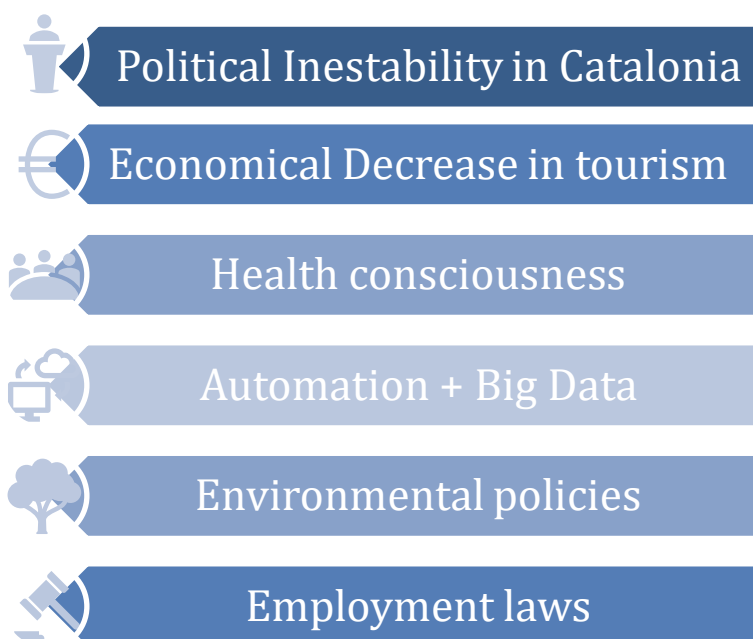 Political Inestability in Catalonia
Economical Decrease in tourism
Health consciousness
Automation + Big Data
Environmental policies
Employment laws